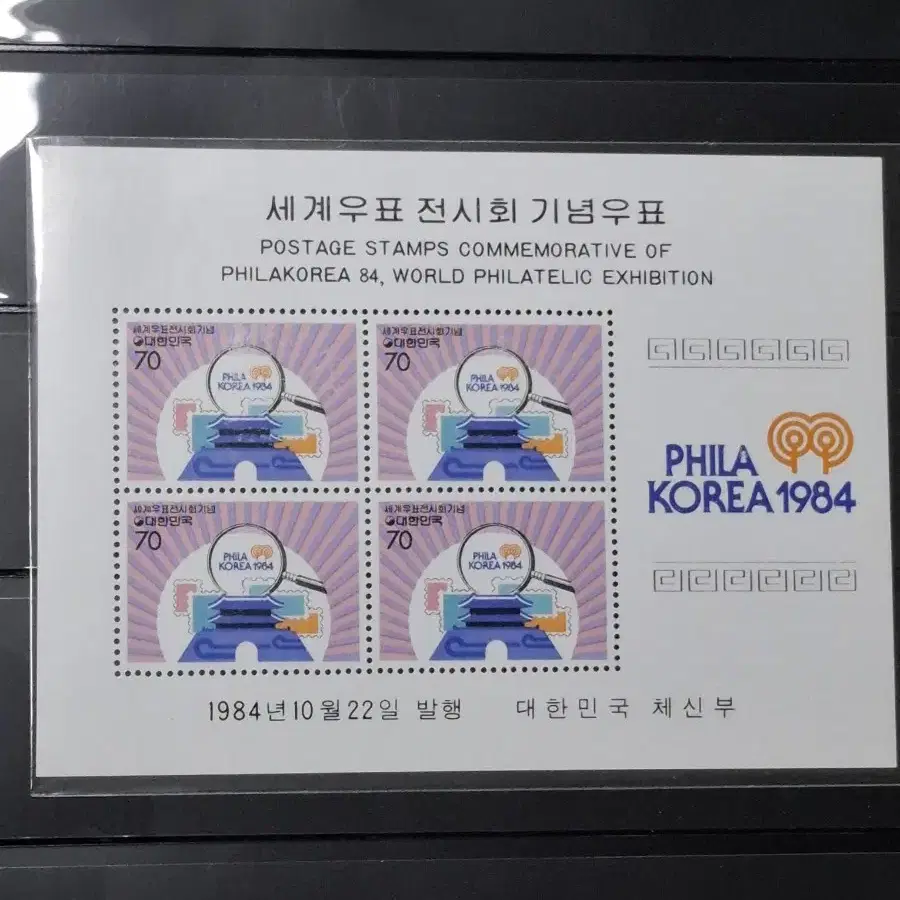 세계우표 전시회 기념우표
POSTAGE STAMPS COMMEMORATIVE OF
PHILAKOREA 84, WORLD PHILATELIC EXHIBITION
세계우표전시회기념
대한민국
70
PHILA
KOREA 1984
세계우표전시회기념
대한민국
70
PHILA
KOREA 1984
PHILA
KOREA 1984
세계우표전시회기념
대한민국
70
PHILA
KOREA 1984
세계우표전시회기념
대한민국
70
PHILA
KOREA 1984
1984년10월22일 발행 대한민국 체신부